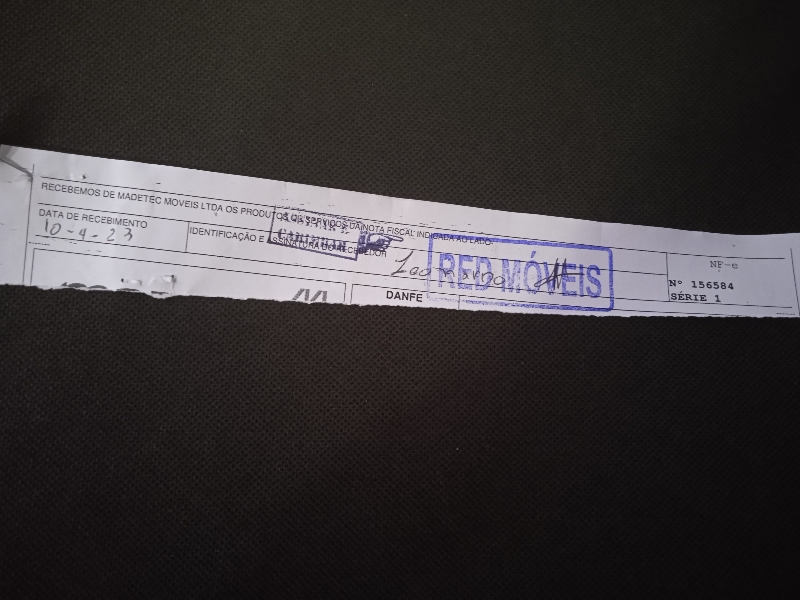 RECEBEMOS DE MADETEC MOVEIS LTDA OS PRODUTOS OU SERVIÇOS DA NOTA FISCAL INDICADA AO LADO
DATA DE RECEBIMENTO
10-4-23
IDENTIFICAÇÃO E ASSINATURA DO RECEBEDOR
CARIMBAR
RED MÓVEIS
NF-e
Nº 156584
SÉRIE 1
DANFE